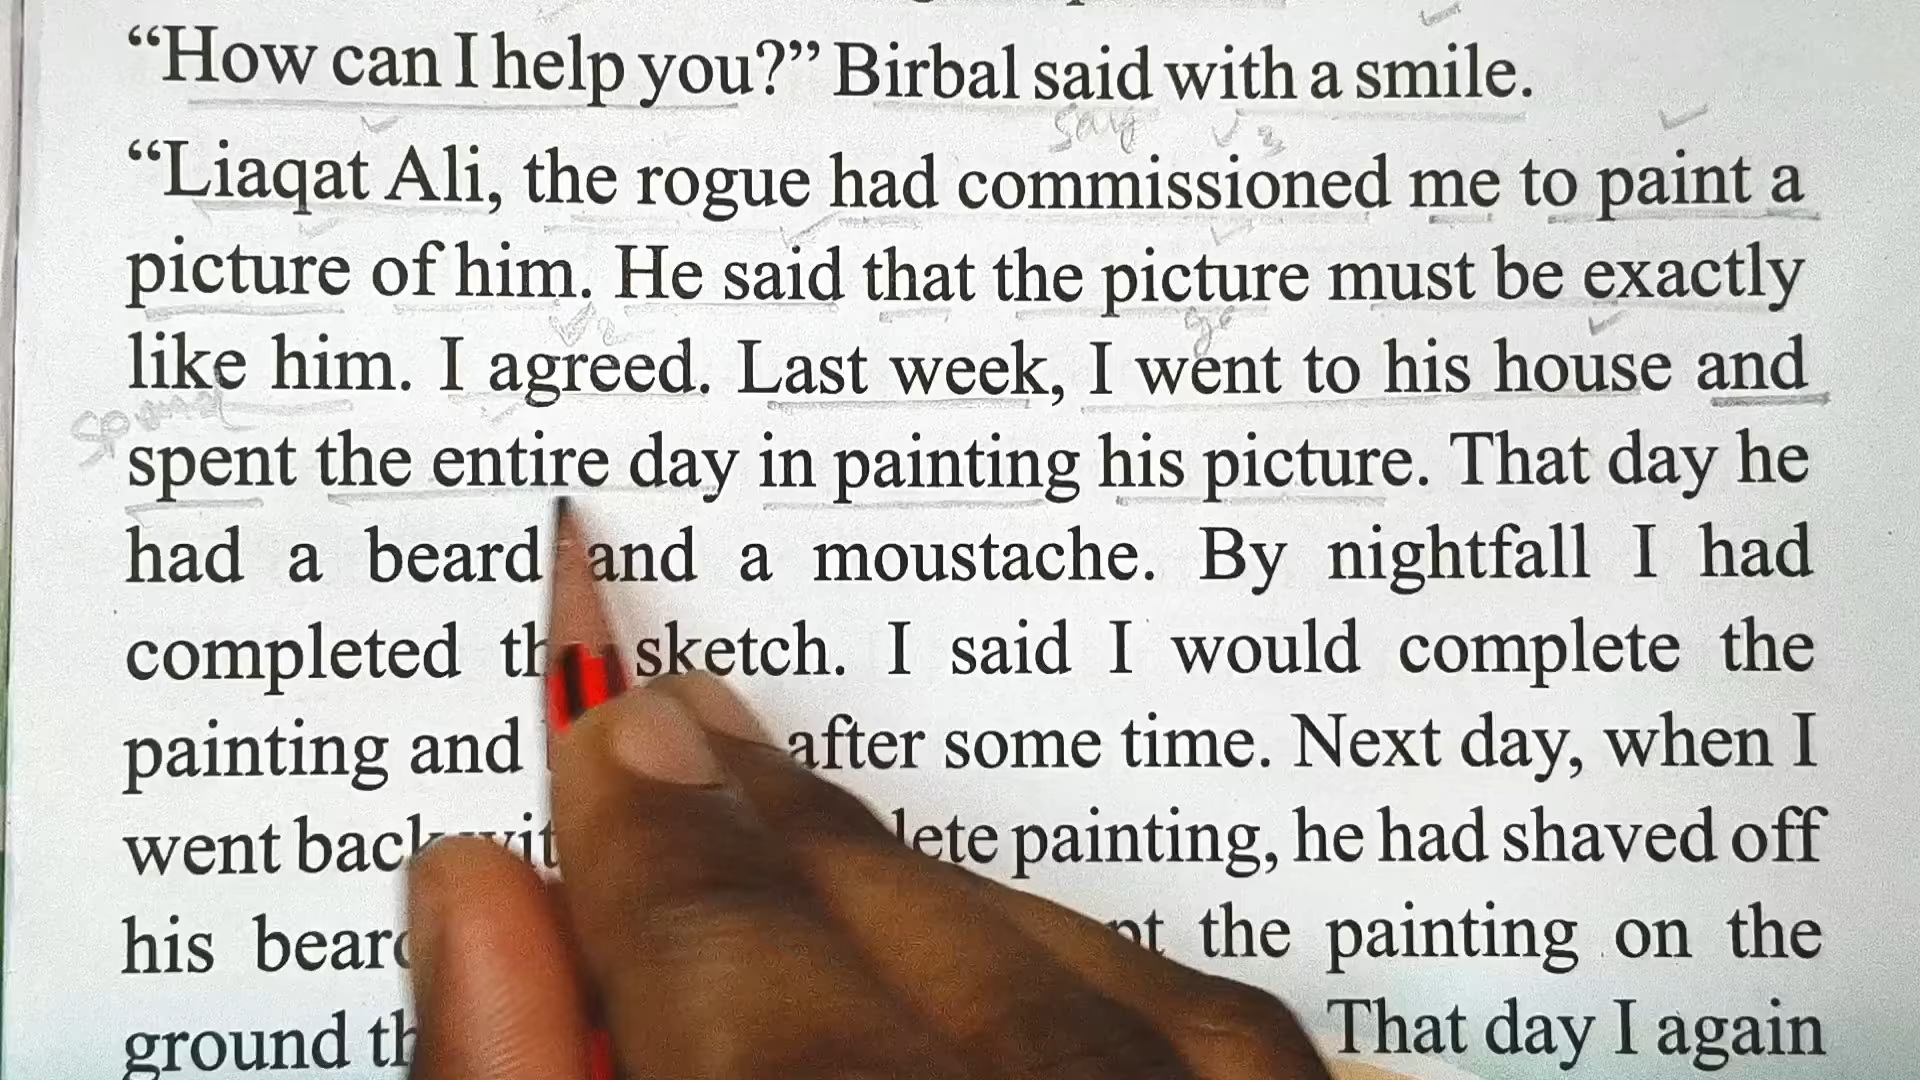 “How can I help you?” Birbal said with a smile.
say
“Liaqat Ali, the rogue had commissioned me to paint a
picture of him. He said that the picture must be exactly
go
like him. I agreed. Last week, I went to his house and
spent the entire day in painting his picture. That day he
had a beard and a moustache. By nightfall I had
completed sketch. I said I would complete the
painting and after some time. Next day, when I
went painting, he had shaved off
his the painting on the
ground That day I again